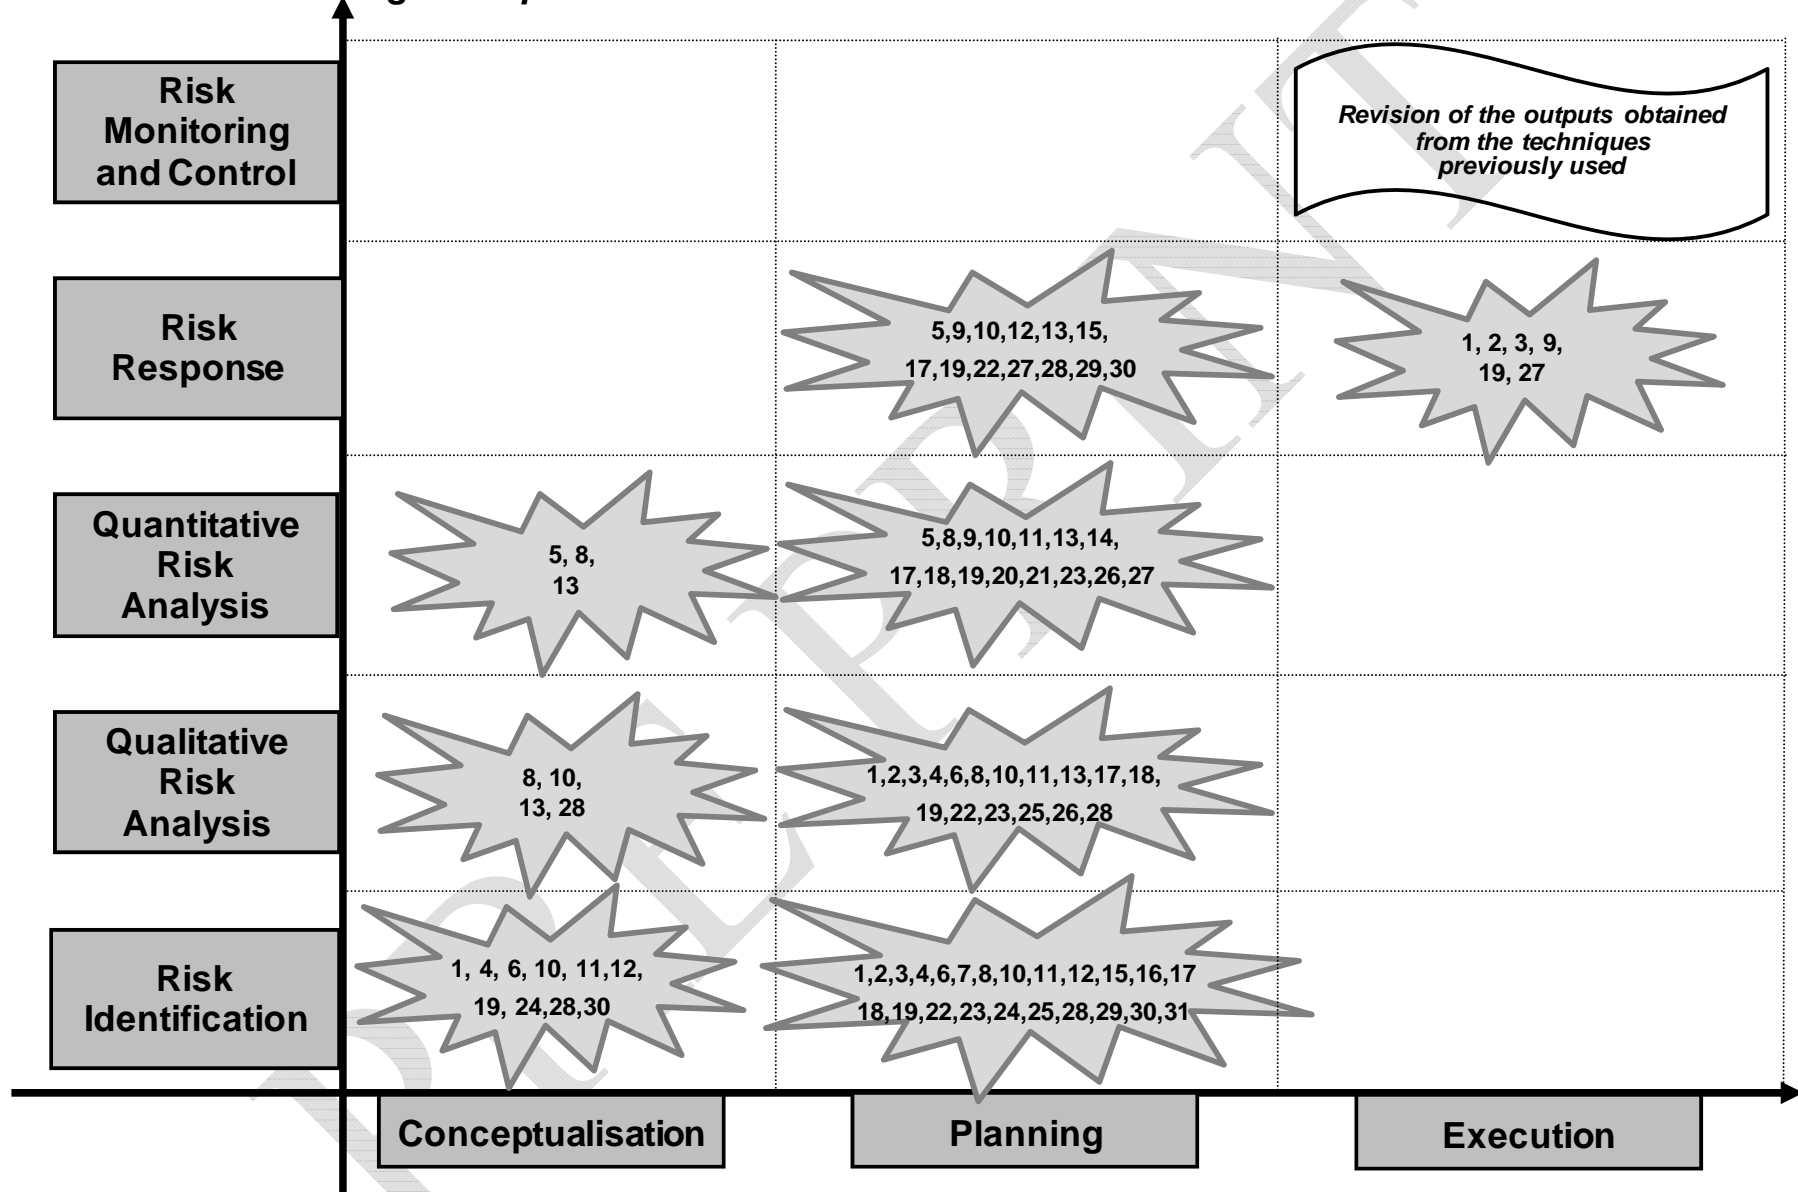 Risk
Monitoring
and Control
Revision of the outputs obtained
from the techniques
previously used
Risk
Response
5,9,10,12,13,15,
17,19,22,27,28,29,30
1, 2, 3, 9,
19, 27
Quantitative
Risk
Analysis
5, 8,
13
5,8,9,10,11,13,14,
17,18,19,20,21,23,26,27
Qualitative
Risk
Analysis
8, 10,
13, 28
1,2,3,4,6,8,10,11,13,17,18,
19,22,23,25,26,28
Risk
Identification
1, 4, 6, 10, 11,12,
19, 24,28,30
1,2,3,4,6,7,8,10,11,12,15,16,17
18,19,22,23,24,25,28,29,30,31
Conceptualisation
Planning
Execution
PRE PRINT